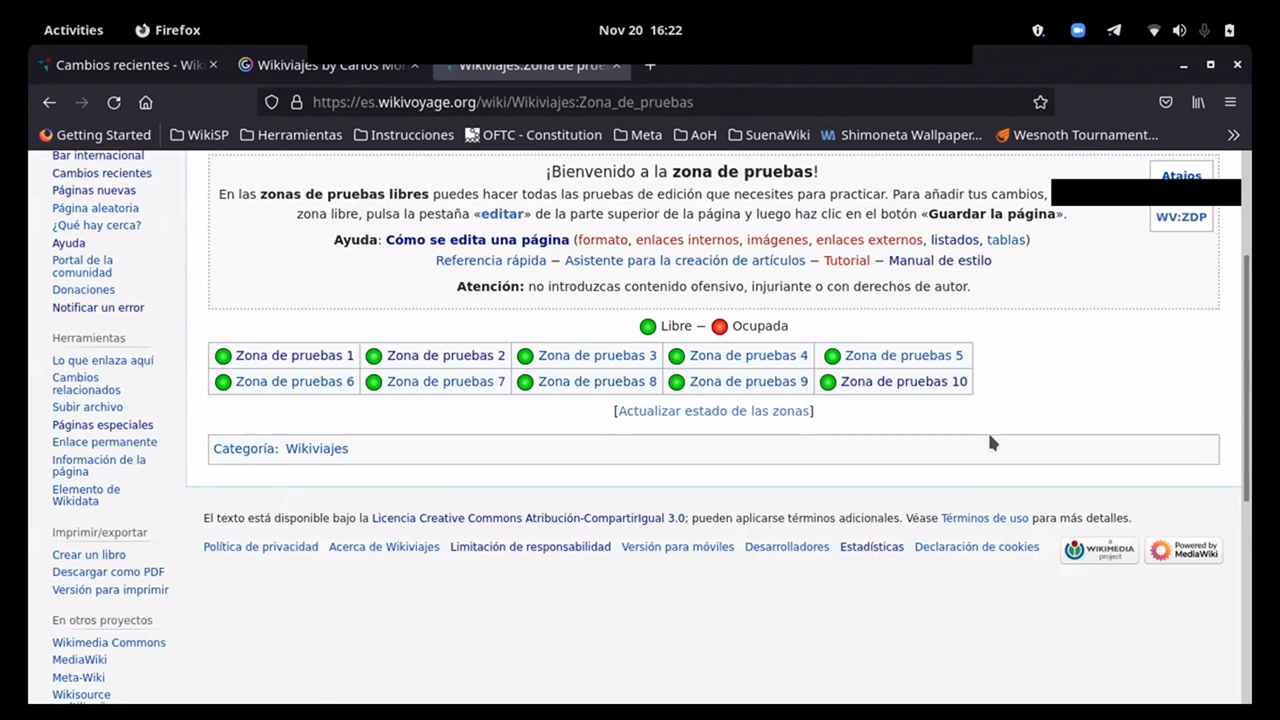 Activities Firefox Nov 20 16:22
Cambios recientes - Wiki Wikiviajes by Carlos Mor Wikiviajes:Zona de prue
https://es.wikivoyage.org/wiki/Wikiviajes:Zona_de_pruebas
Getting Started WikiSP Herramientas Instrucciones OFTC - Constitution Meta AoH SuenaWiki Shimoneta Wallpaper... Wesnoth Tournament...
Bar internacional
Cambios recientes
Páginas nuevas
Página aleatoria
¿Qué hay cerca?
Ayuda
Portal de la
comunidad
Donaciones
Notificar un error
Herramientas
Lo que enlaza aquí
Cambios
relacionados
Subir archivo
Páginas especiales
Enlace permanente
Información de la
página
Elemento de
Wikidata
Imprimir/exportar
Crear un libro
Descargar como PDF
Versión para imprimir
En otros proyectos
Wikimedia Commons
MediaWiki
Meta-Wiki
Wikisource
¡Bienvenido a la zona de pruebas!
En las zonas de pruebas libres puedes hacer todas las pruebas de edición que necesites para practicar. Para añadir tus cambios,
zona libre, pulsa la pestaña «editar» de la parte superior de la página y luego haz clic en el botón «Guardar la página».
Atajos
WV:ZDP
Ayuda: Cómo se edita una página (formato, enlaces internos, imágenes, enlaces externos, listados, tablas)
Referencia rápida − Asistente para la creación de artículos − Tutorial − Manual de estilo
Atención: no introduzcas contenido ofensivo, injuriante o con derechos de autor.
Libre − Ocupada
Zona de pruebas 1 Zona de pruebas 2 Zona de pruebas 3 Zona de pruebas 4 Zona de pruebas 5
Zona de pruebas 6 Zona de pruebas 7 Zona de pruebas 8 Zona de pruebas 9 Zona de pruebas 10
[Actualizar estado de las zonas]
Categoría: Wikiviajes
El texto está disponible bajo la Licencia Creative Commons Atribución-CompartirIgual 3.0; pueden aplicarse términos adicionales. Véase Términos de uso para más detalles.
Política de privacidad Acerca de Wikiviajes Limitación de responsabilidad Versión para móviles Desarrolladores Estadísticas Declaración de cookies
a
WIKIMEDIA
project
Powered by
MediaWiki